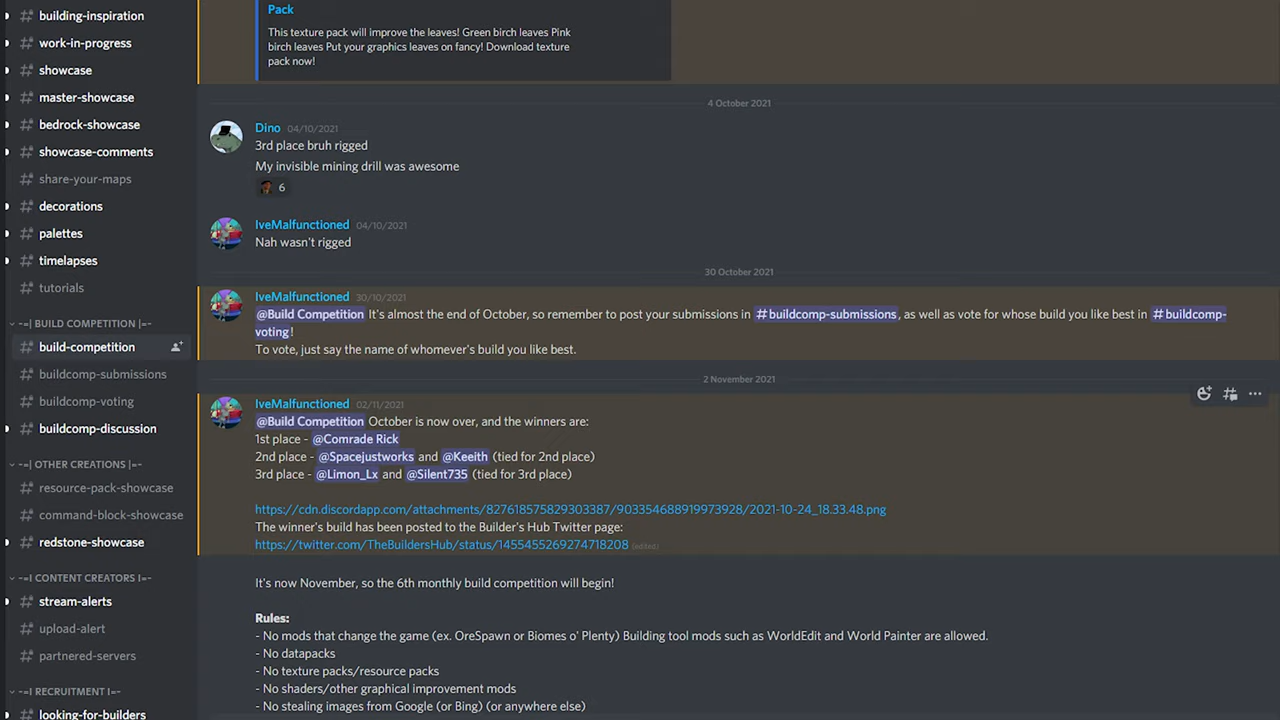 building-inspiration
work-in-progress
showcase
master-showcase
bedrock-showcase
showcase-comments
share-your-maps
decorations
palettes
timelapses
tutorials
-=| BUILD COMPETITION |=-
build-competition
buildcomp-submissions
buildcomp-voting
buildcomp-discussion
-=| OTHER CREATIONS |=-
resource-pack-showcase
command-block-showcase
redstone-showcase
-=I CONTENT CREATORS I=-
stream-alerts
upload-alert
partnered-servers
-=I RECRUITMENT I=-
looking-for-builders
Pack
This texture pack will improve the leaves! Green birch leaves Pink
birch leaves Put your graphics leaves on fancy! Download texture
pack now!
4 October 2021
Dino 04/10/2021
3rd place bruh rigged
My invisible mining drill was awesome
6
IveMalfunctioned 04/10/2021
Nah wasn't rigged
30 October 2021
IveMalfunctioned 30/10/2021
@Build Competition It's almost the end of October, so remember to post your submissions in #buildcomp-submissions, as well as vote for whose build you like best in #buildcomp-
voting!
To vote, just say the name of whomever's build you like best.
2 November 2021
IveMalfunctioned 02/11/2021
@Build Competition October is now over, and the winners are:
1st place - @Comrade Rick
2nd place - @Spacejustworks and @Keeith (tied for 2nd place)
3rd place - @Limon_Lx and @Silent735 (tied for 3rd place)
https://cdn.discordapp.com/attachments/827618575829303387/903354688919973928/2021-10-24_18.33.48.png
The winner's build has been posted to the Builder's Hub Twitter page:
https://twitter.com/TheBuildersHub/status/1455455269274718208 (edited)
It's now November, so the 6th monthly build competition will begin!
Rules:
- No mods that change the game (ex. OreSpawn or Biomes o' Plenty) Building tool mods such as WorldEdit and World Painter are allowed.
- No datapacks
- No texture packs/resource packs
- No shaders/other graphical improvement mods
- No stealing images from Google (or Bing) (or anywhere else)